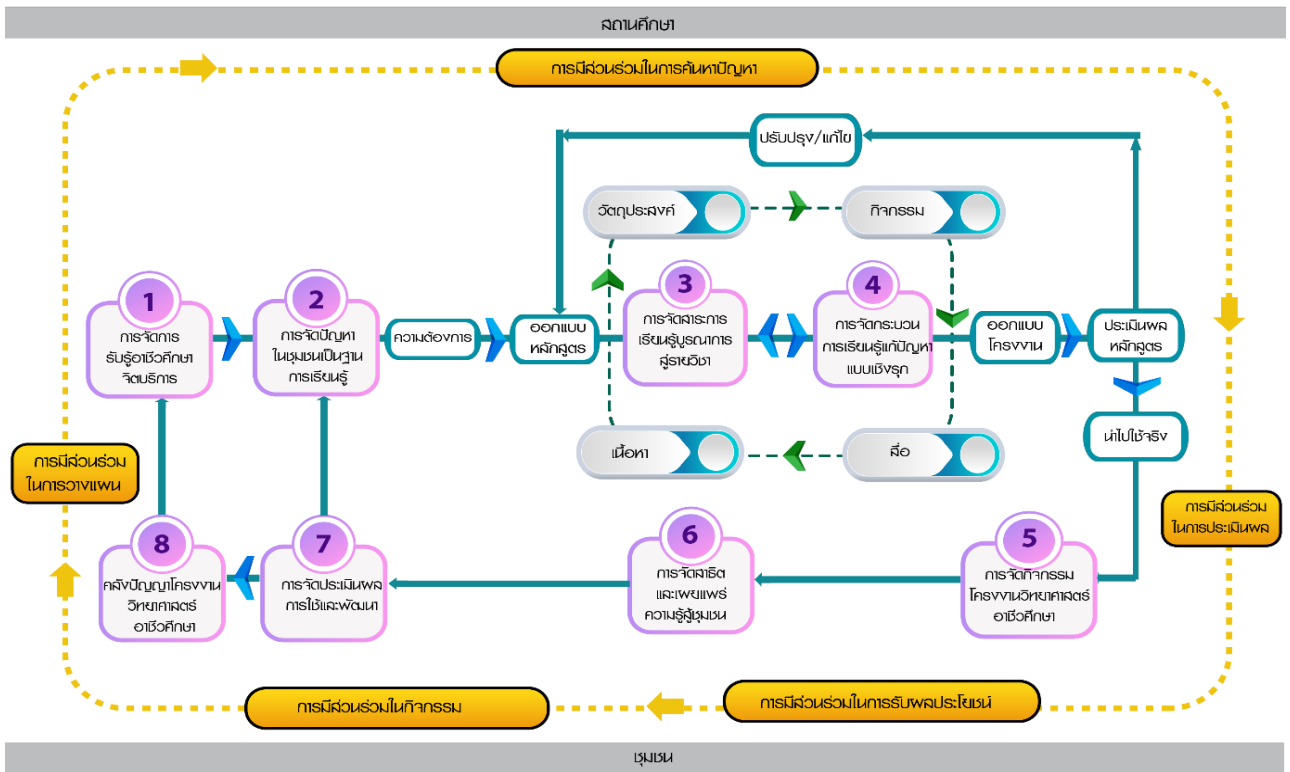 สถานศึกษา
การมีส่วนร่วมในการค้นหาปัญหา
ปรับปรุง/แก้ไข
วัตถุประสงค์
กิจกรรม
1
การจัดการ
รับรู้อาชีวศึกษา
จิตบริการ
2
การจัดปัญหา
ในชุมชนเป็นฐาน
การเรียนรู้
ความต้องการ
ออกแบบ
หลักสูตร
3
การจัดสาระการ
เรียนรู้บูรณาการ
สู่รายวิชา
4
การจัดกระบวน
การเรียนรู้แก้ปัญหา
แบบเชิงรุก
ออกแบบ
โครงงาน
ประเมินผล
หลักสูตร
เนื้อหา
สื่อ
นำไปใช้จริง
การมีส่วนร่วม
ในการวางแผน
การมีส่วนร่วม
ในการประเมินผล
8
คลังปัญญาโครงงาน
วิทยาศาสตร์
อาชีวศึกษา
7
การจัดประเมินผล
การใช้และพัฒนา
6
การจัดสาธิต
และเผยแพร่
ความรู้สู่ชุมชน
5
การจัดกิจกรรม
โครงงานวิทยาศาสตร์
อาชีวศึกษา
การมีส่วนร่วมในกิจกรรม
การมีส่วนร่วมในการรับผลประโยชน์
ชุมชน